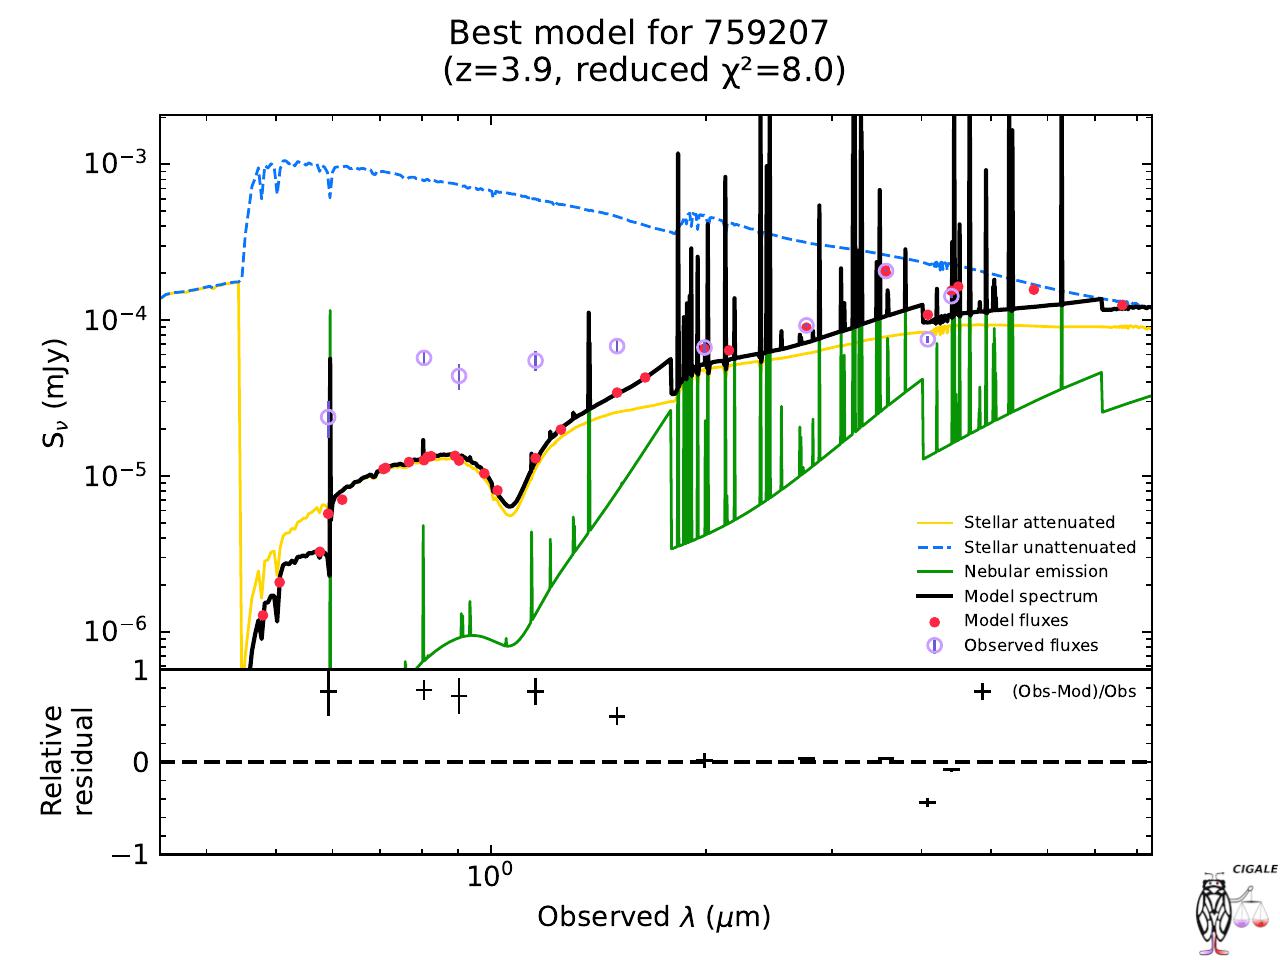 Best model for 759207
(z=3.9, reduced χ²=8.0)
10⁻³
10⁻⁴
10⁻⁵
10⁻⁶
S_ν (mJy)
Stellar attenuated
Stellar unattenuated
Nebular emission
Model spectrum
Model fluxes
Observed fluxes
1
0
−1
Relative
residual
(Obs-Mod)/Obs
10⁰
Observed λ (μm)
CIGALE